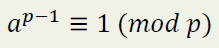 a^{p-1} ≡ 1 (mod p)